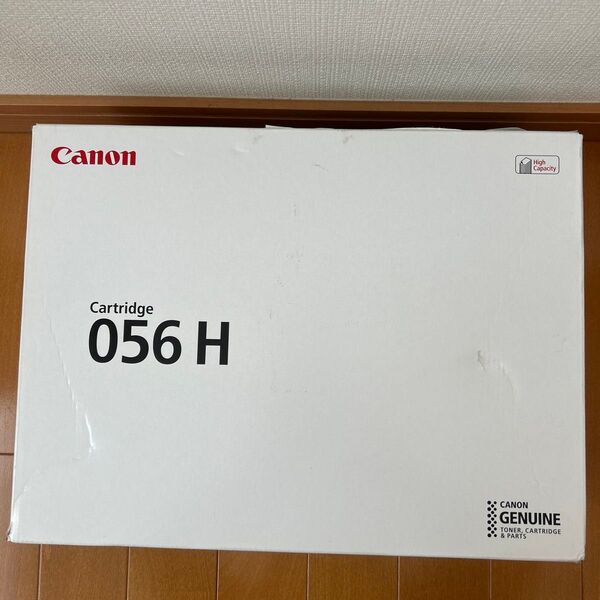 Canon
High
Capacity
Cartridge
056 H
CANON
GENUINE
TONER, CARTRIDGE
& PARTS